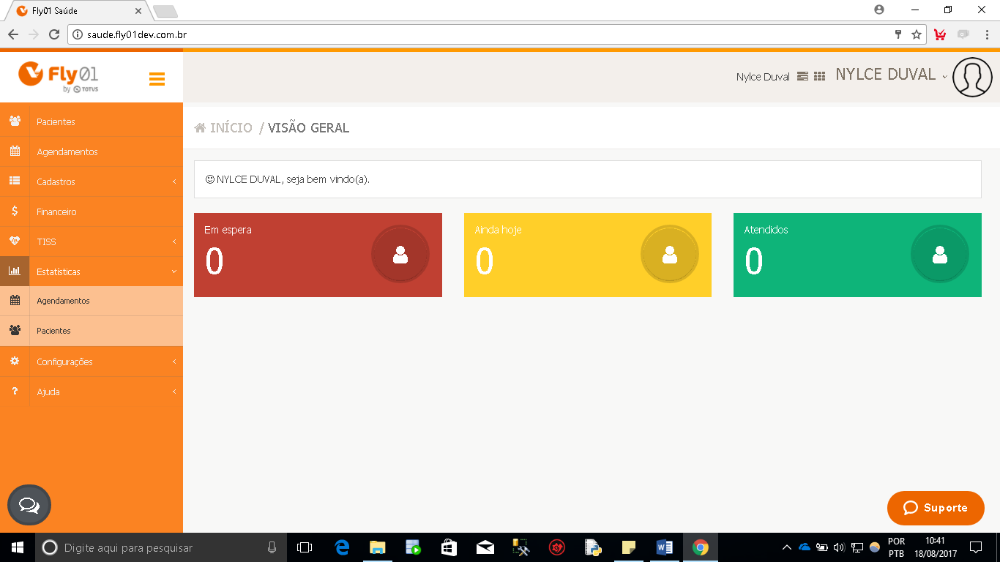 Fly01 Saúde
saude.fly01dev.com.br
Fly01
by TOTVS
Nylce Duval
NYLCE DUVAL
Pacientes
Agendamentos
Cadastros
Financeiro
TISS
Estatísticas
Agendamentos
Pacientes
Configurações
Ajuda
INÍCIO / VISÃO GERAL
NYLCE DUVAL, seja bem vindo(a).
Em espera
0
Ainda hoje
0
Atendidos
0
Suporte
Digite aqui para pesquisar
POR
PTB
10:41
18/08/2017